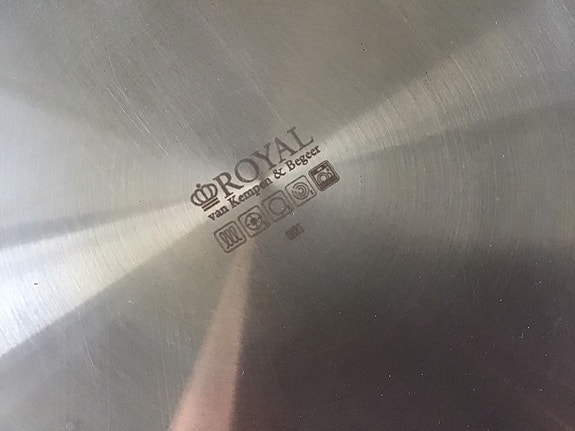 ROYAL
van Kempen & Begeer